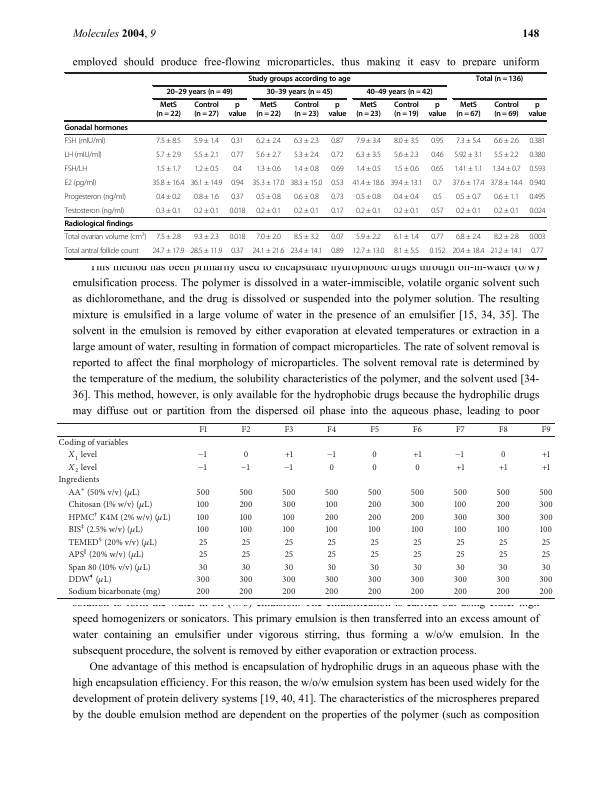 Molecules 2004, 9 148
employed should produce free-flowing microparticles, thus making it easy to prepare uniform
Study groups according to age Total (n = 136)
20–29 years (n = 49) 30–39 years (n = 45) 40–49 years (n = 42)
MetS (n = 22) Control (n = 27) p value MetS (n = 22) Control (n = 23) p value MetS (n = 23) Control (n = 19) p value MetS (n = 67) Control (n = 69) p value
Gonadal hormones
FSH (mIU/ml) 7.5 ± 8.5 5.9 ± 1.4 0.31 6.2 ± 2.4 6.3 ± 2.3 0.87 7.9 ± 3.4 8.0 ± 3.5 0.95 7.3 ± 5.4 6.6 ± 2.6 0.381
LH (mIU/ml) 5.7 ± 2.9 5.5 ± 2.1 0.77 5.6 ± 2.7 5.3 ± 2.4 0.72 6.3 ± 3.5 5.6 ± 2.3 0.46 5.92 ± 3.1 5.5 ± 2.2 0.380
FSH/LH 1.5 ± 1.7 1.2 ± 0.5 0.4 1.3 ± 0.6 1.4 ± 0.8 0.69 1.4 ± 0.5 1.5 ± 0.6 0.65 1.41 ± 1.1 1.34 ± 0.7 0.593
E2 (pg/ml) 35.8 ± 16.4 36.1 ± 14.9 0.94 35.3 ± 17.0 38.3 ± 15.0 0.53 41.4 ± 18.6 39.4 ± 13.1 0.7 37.6 ± 17.4 37.8 ± 14.4 0.940
Progesteron (ng/ml) 0.4 ± 0.2 0.8 ± 1.6 0.37 0.5 ± 0.8 0.6 ± 0.8 0.73 0.5 ± 0.8 0.4 ± 0.4 0.5 0.5 ± 0.7 0.6 ± 1.1 0.495
Testosteron (ng/ml) 0.3 ± 0.1 0.2 ± 0.1 0.018 0.2 ± 0.1 0.2 ± 0.1 0.17 0.2 ± 0.1 0.2 ± 0.1 0.57 0.2 ± 0.1 0.2 ± 0.1 0.024
Radiological findings
Total ovarian volume (cm³) 7.5 ± 2.8 9.3 ± 2.3 0.018 7.0 ± 2.0 8.5 ± 3.2 0.07 5.9 ± 2.2 6.1 ± 1.4 0.77 6.8 ± 2.4 8.2 ± 2.8 0.003
Total antral follicle count 24.7 ± 17.9 28.5 ± 11.9 0.37 24.1 ± 21.6 23.4 ± 14.1 0.89 12.7 ± 13.0 8.1 ± 5.5 0.152 20.4 ± 18.4 21.2 ± 14.1 0.77
This method has been primarily used to encapsulate hydrophobic drugs through oil-in-water (o/w)
emulsification process. The polymer is dissolved in a water-immiscible, volatile organic solvent such
as dichloromethane, and the drug is dissolved or suspended into the polymer solution. The resulting
mixture is emulsified in a large volume of water in the presence of an emulsifier [15, 34, 35]. The
solvent in the emulsion is removed by either evaporation at elevated temperatures or extraction in a
large amount of water, resulting in formation of compact microparticles. The rate of solvent removal is
reported to affect the final morphology of microparticles. The solvent removal rate is determined by
the temperature of the medium, the solubility characteristics of the polymer, and the solvent used [34-
36]. This method, however, is only available for the hydrophobic drugs because the hydrophilic drugs
may diffuse out or partition from the dispersed oil phase into the aqueous phase, leading to poor
F1 F2 F3 F4 F5 F6 F7 F8 F9
Coding of variables
X1 level −1 0 +1 −1 0 +1 −1 0 +1
X2 level −1 −1 −1 0 0 0 +1 +1 +1
Ingredients
AA* (50% v/v) (μL) 500 500 500 500 500 500 500 500 500
Chitosan (1% w/v) (μL) 100 200 300 100 200 300 100 200 300
HPMC† K4M (2% w/v) (μL) 100 100 100 200 200 200 300 300 300
BIS‡ (2.5% w/v) (μL) 100 100 100 100 100 100 100 100 100
TEMED§ (20% v/v) (μL) 25 25 25 25 25 25 25 25 25
APS∥ (20% w/v) (μL) 25 25 25 25 25 25 25 25 25
Span 80 (10% v/v) (μL) 30 30 30 30 30 30 30 30 30
DDW¶ (μL) 300 300 300 300 300 300 300 300 300
Sodium bicarbonate (mg) 200 200 200 200 200 200 200 200 200
speed homogenizers or sonicators. This primary emulsion is then transferred into an excess amount of
water containing an emulsifier under vigorous stirring, thus forming a w/o/w emulsion. In the
subsequent procedure, the solvent is removed by either evaporation or extraction process.
One advantage of this method is encapsulation of hydrophilic drugs in an aqueous phase with the
high encapsulation efficiency. For this reason, the w/o/w emulsion system has been used widely for the
development of protein delivery systems [19, 40, 41]. The characteristics of the microspheres prepared
by the double emulsion method are dependent on the properties of the polymer (such as composition